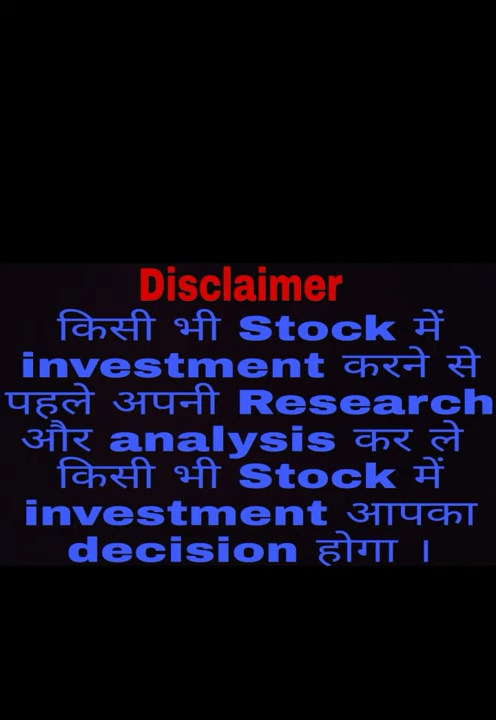 Disclaimer
किसी भी Stock में
investment करने से
पहले अपनी Research
और analysis कर ले
किसी भी Stock में
investment आपका
decision होगा ।